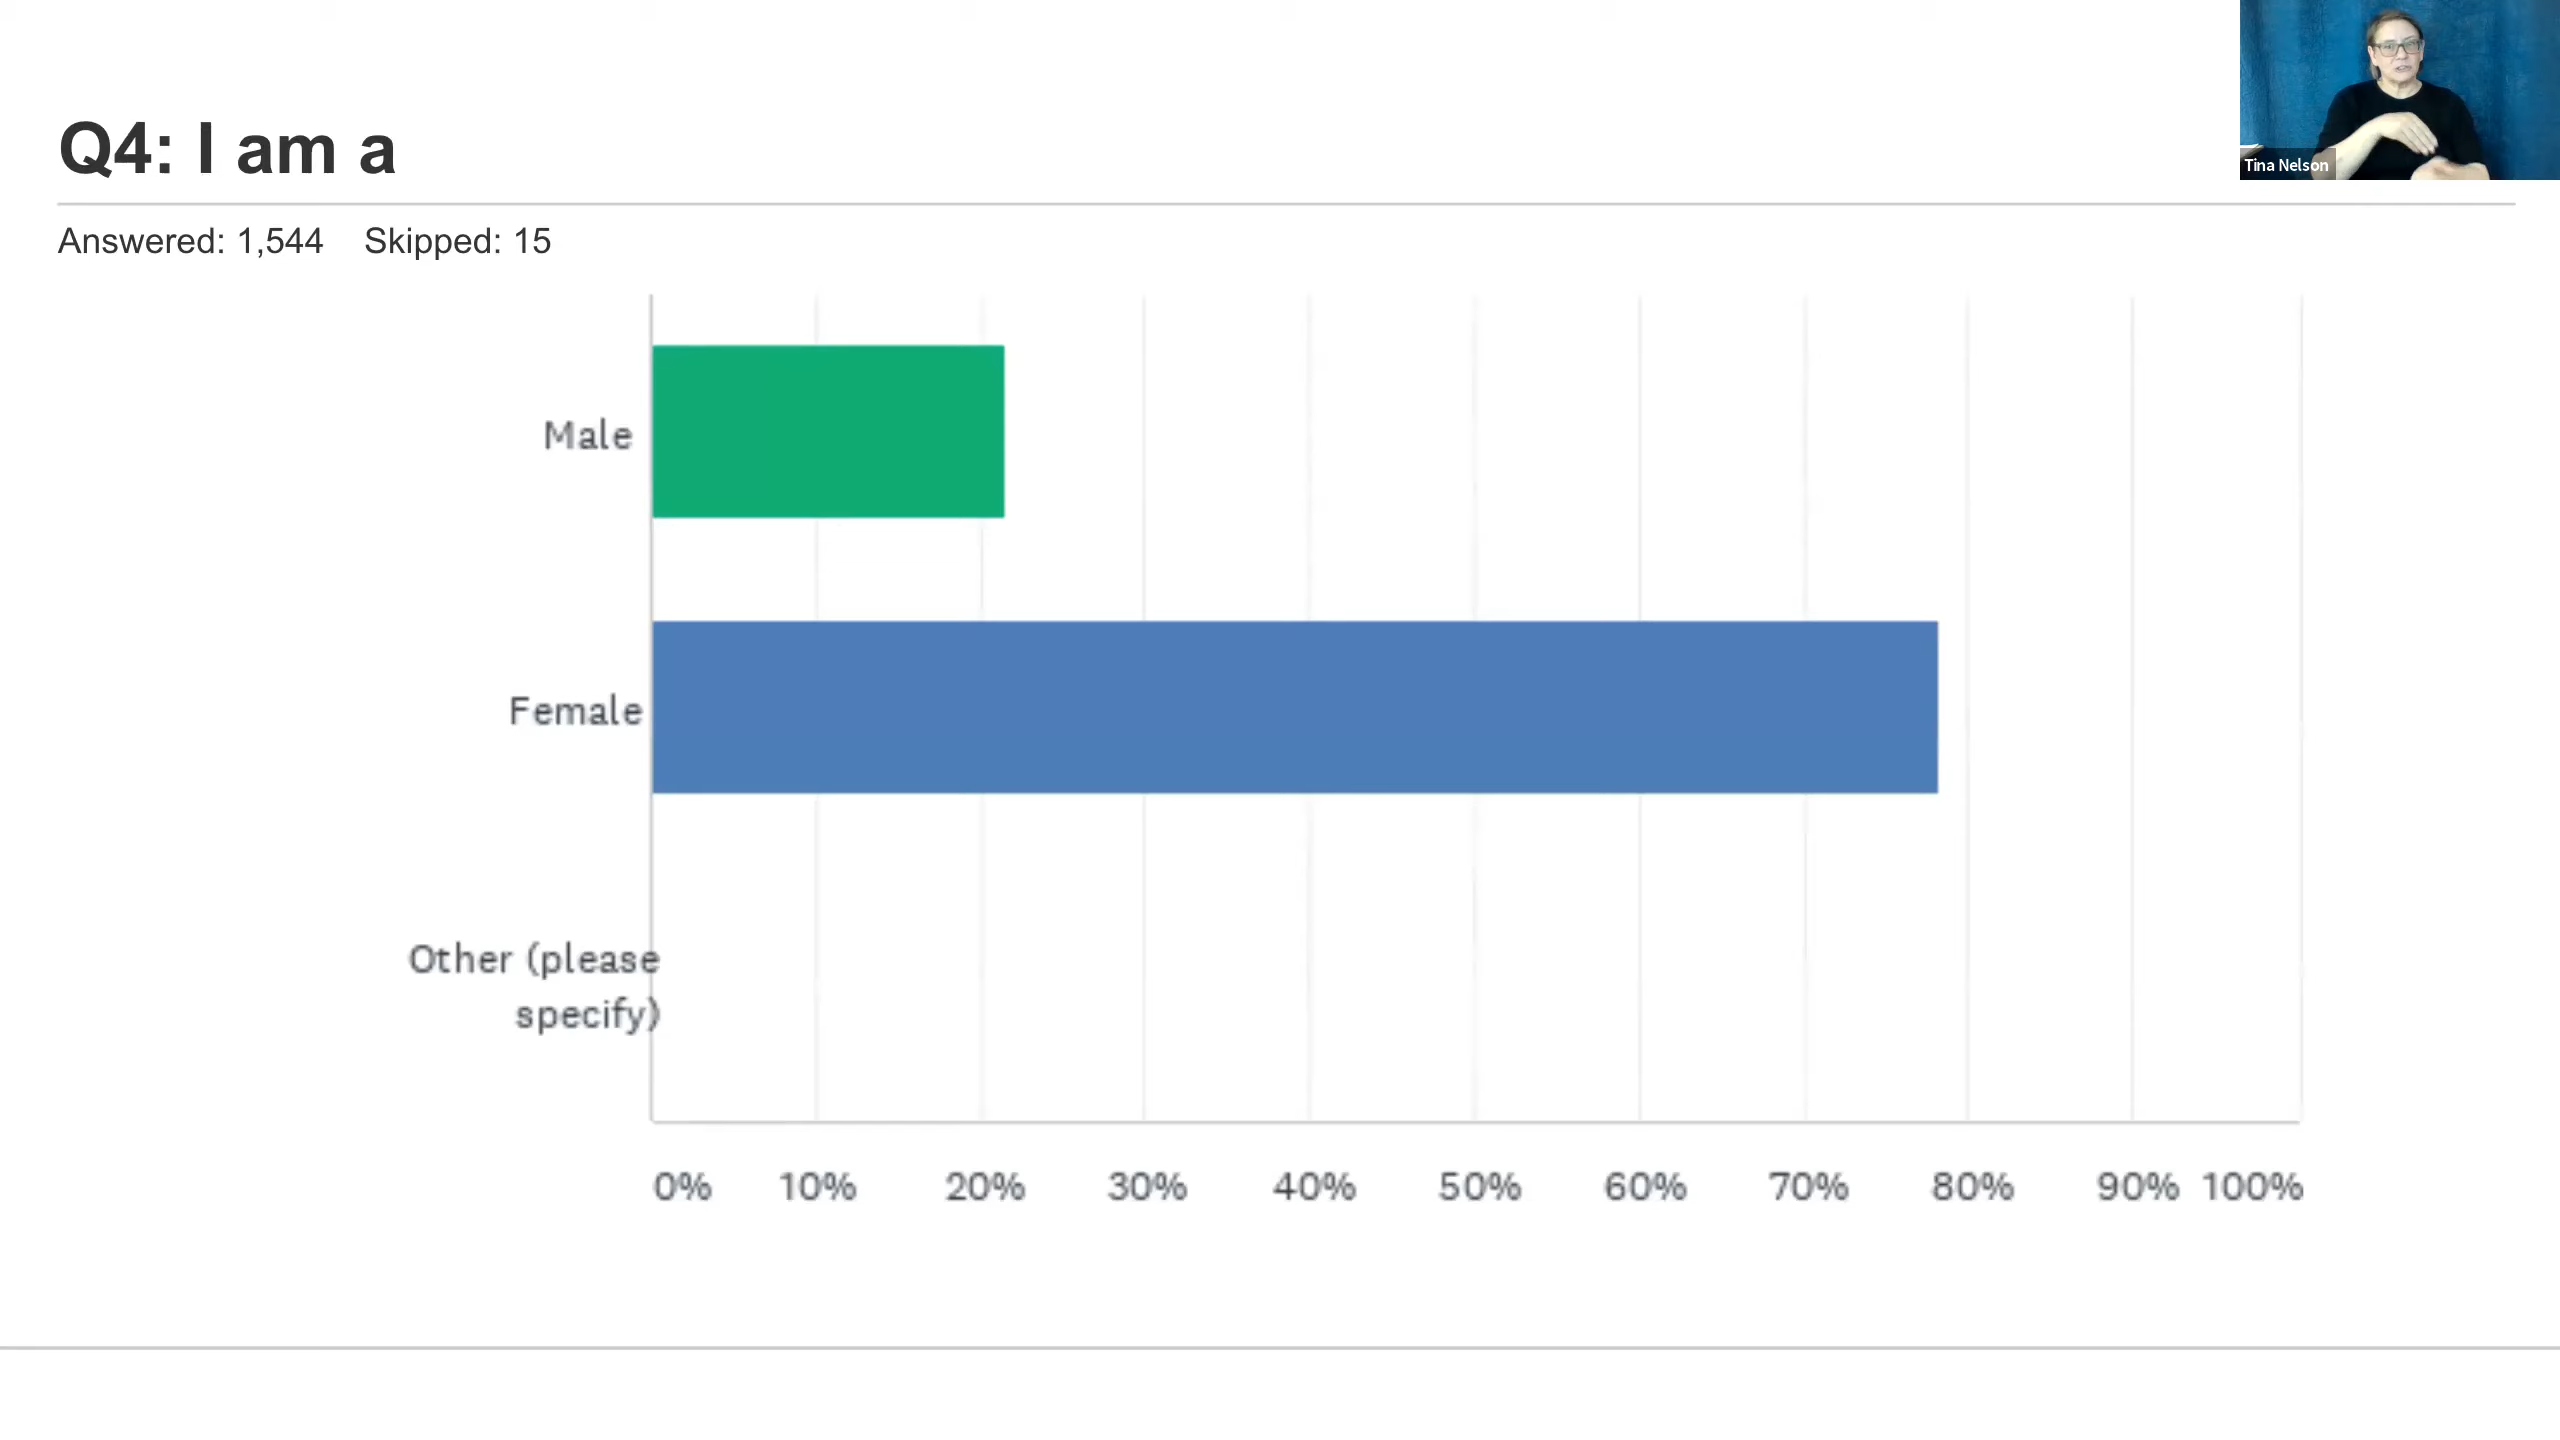 Q4: I am a
Tina Nelson
Answered: 1,544 Skipped: 15
Male
Female
Other (please
specify)
0% 10% 20% 30% 40% 50% 60% 70% 80% 90% 100%